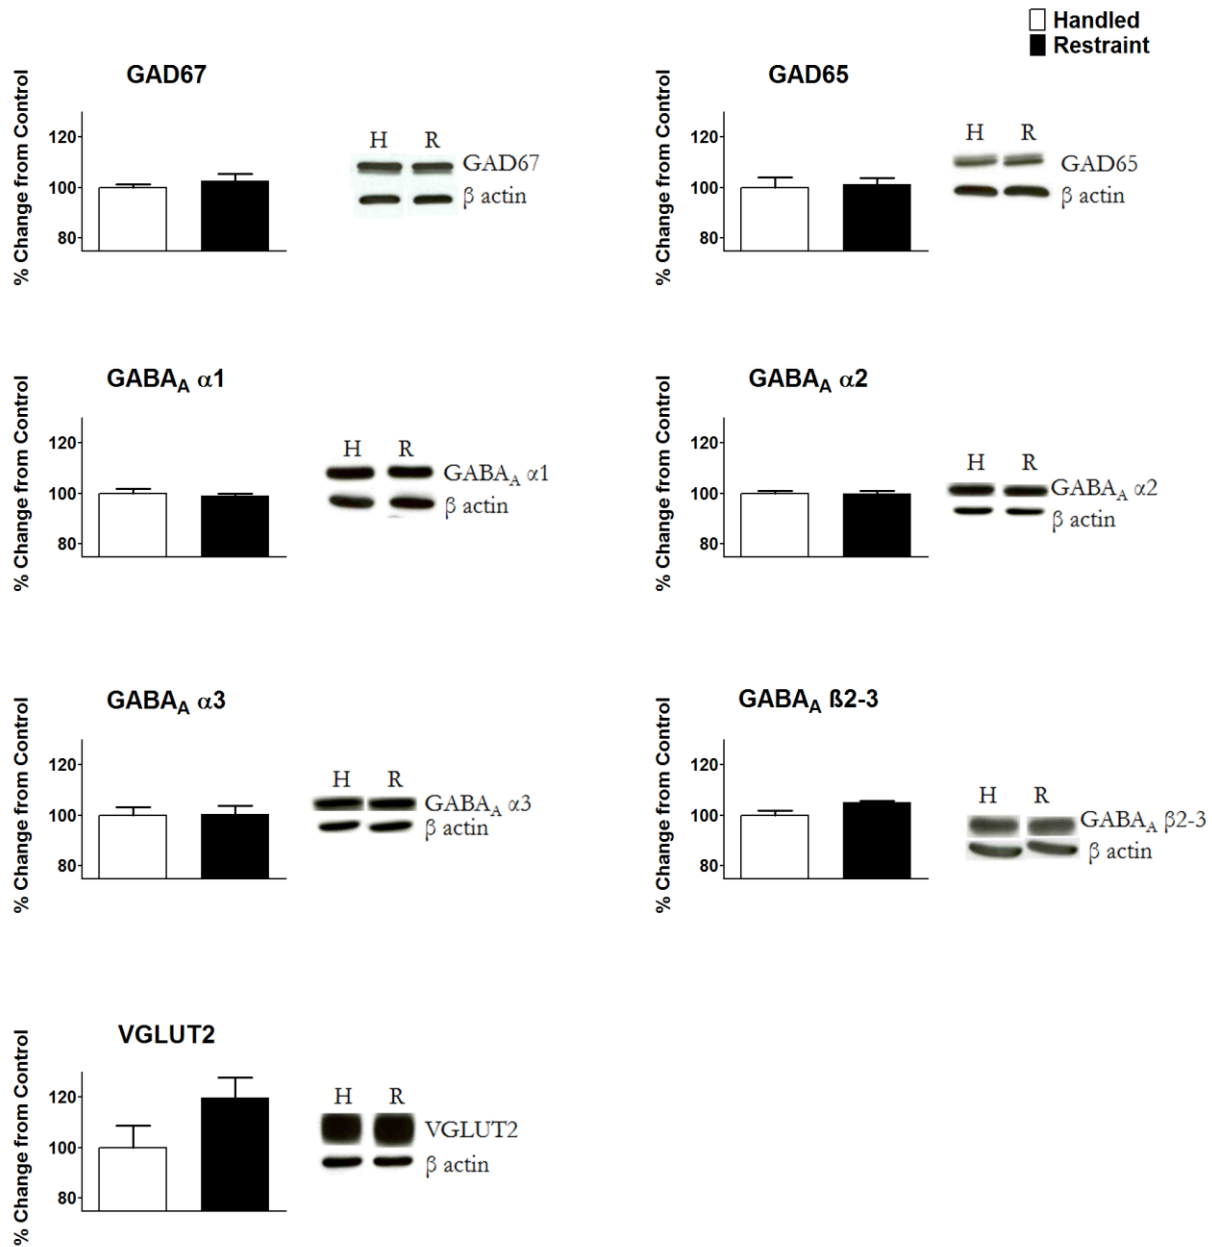 Handled
Restraint
GAD67
% Change from Control
120
100
80
H R
GAD67
β actin
GAD65
% Change from Control
120
100
80
H R
GAD65
β actin
GABAA α1
% Change from Control
120
100
80
H R
GABAA α1
β actin
GABAA α2
% Change from Control
120
100
80
H R
GABAA α2
β actin
GABAA α3
% Change from Control
120
100
80
H R
GABAA α3
β actin
GABAA ß2-3
% Change from Control
120
100
80
H R
GABAA β2-3
β actin
VGLUT2
% Change from Control
120
100
80
H R
VGLUT2
β actin